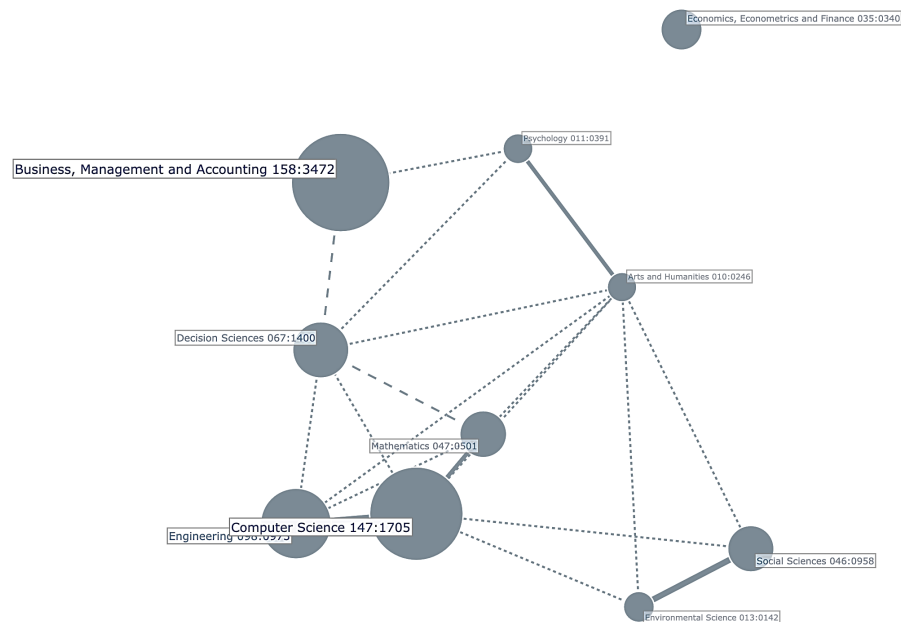 Economics, Econometrics and Finance 035:0340
Psychology 011:0391
Business, Management and Accounting 158:3472
Arts and Humanities 010:0246
Decision Sciences 067:1400
Mathematics 047:0501
Computer Science 147:1705
Engineering
Social Sciences 046:0958
Environmental Science 013:0142